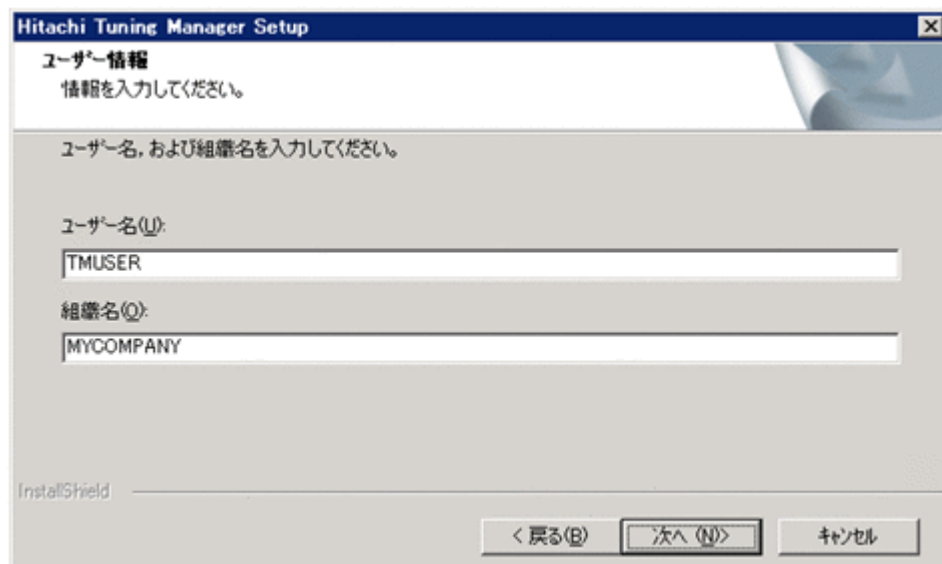 Hitachi Tuning Manager Setup
ユーザー情報
情報を入力してください。
ユーザー名，および組織名を入力してください。
ユーザー名(U):
TMUSER
組織名(O):
MYCOMPANY
InstallShield
< 戻る(B)
次へ (N)>
キャンセル